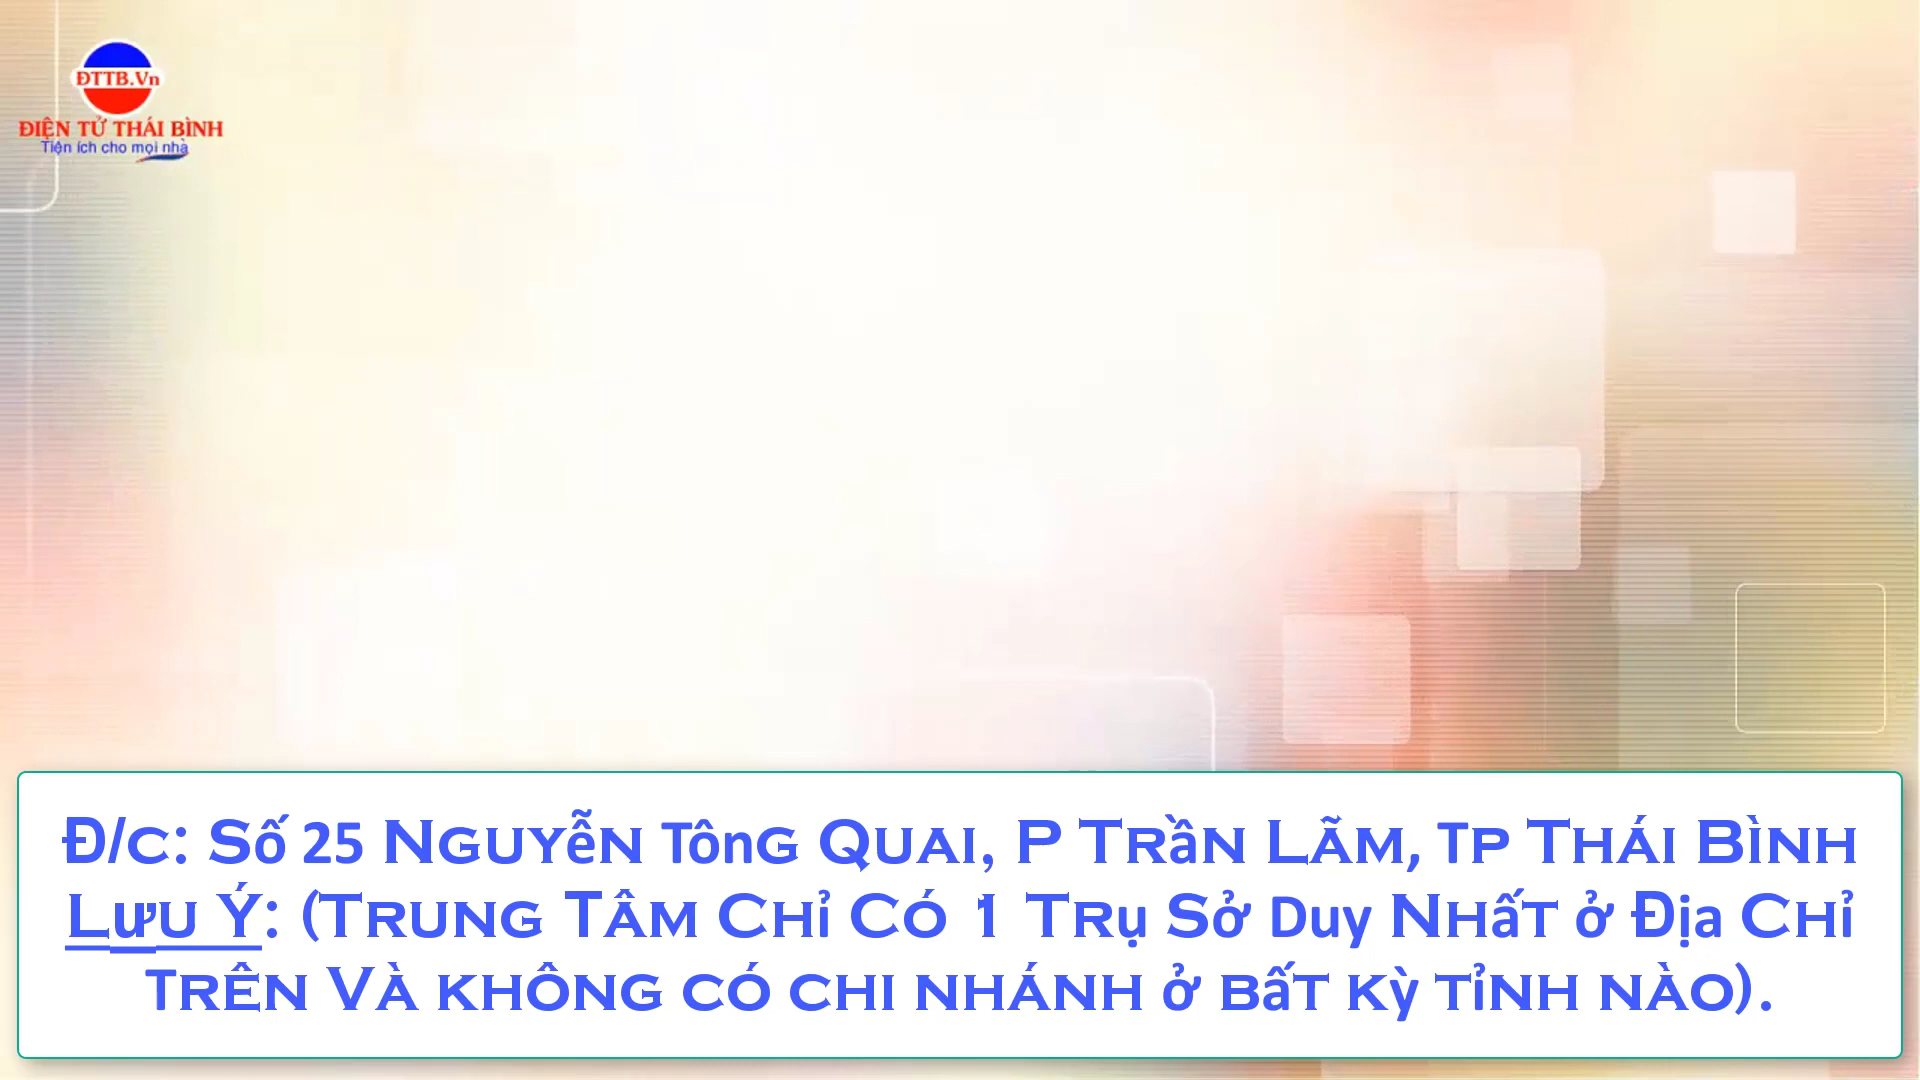 ĐTTB.Vn
ĐIỆN TỬ THÁI BÌNH
Tiện ích cho mọi nhà
Đ/c: Số 25 Nguyễn Tông Quai, P Trần Lãm, Tp Thái Bình
Lưu Ý: (Trung Tâm Chỉ Có 1 Trụ Sở Duy Nhất ở Địa Chỉ
Trên Và không có chi nhánh ở bất kỳ tỉnh nào).